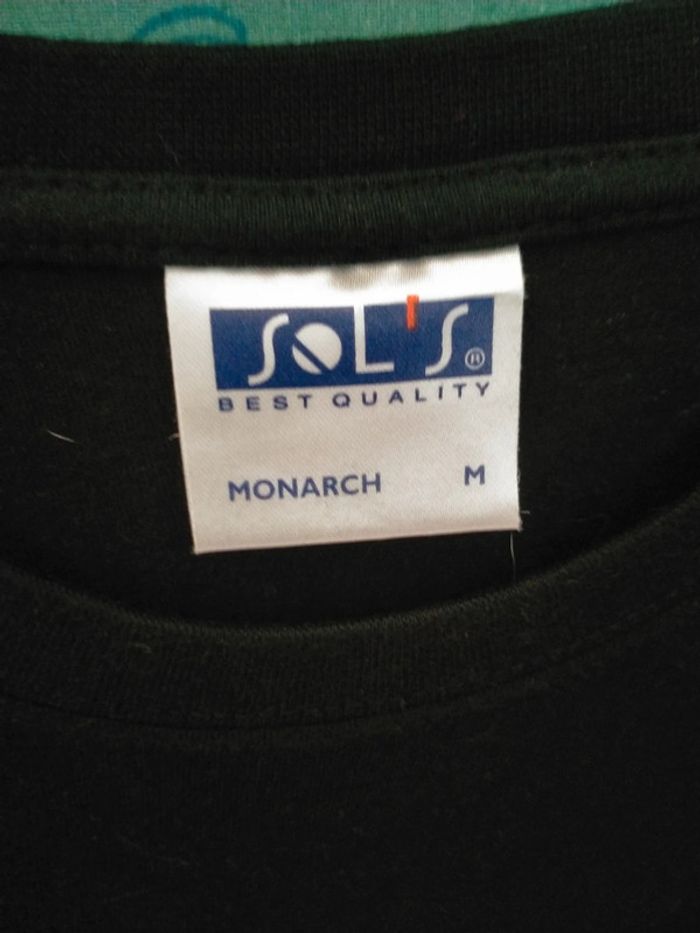 SOL'S ®
BEST QUALITY
MONARCH M